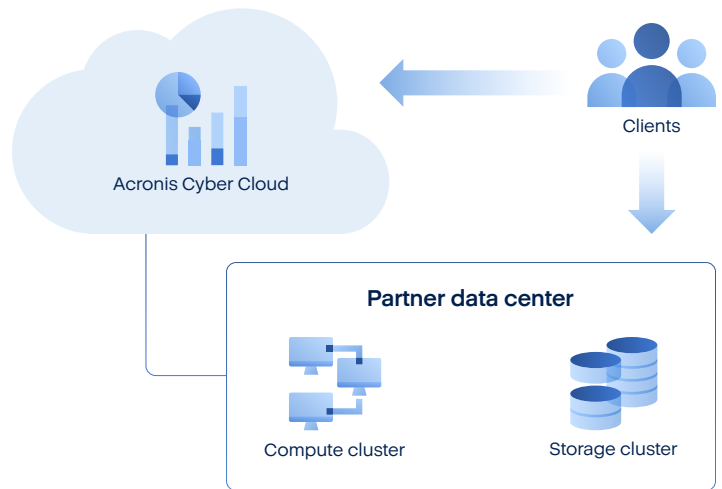 Clients
Acronis Cyber Cloud
Partner data center
Compute cluster
Storage cluster